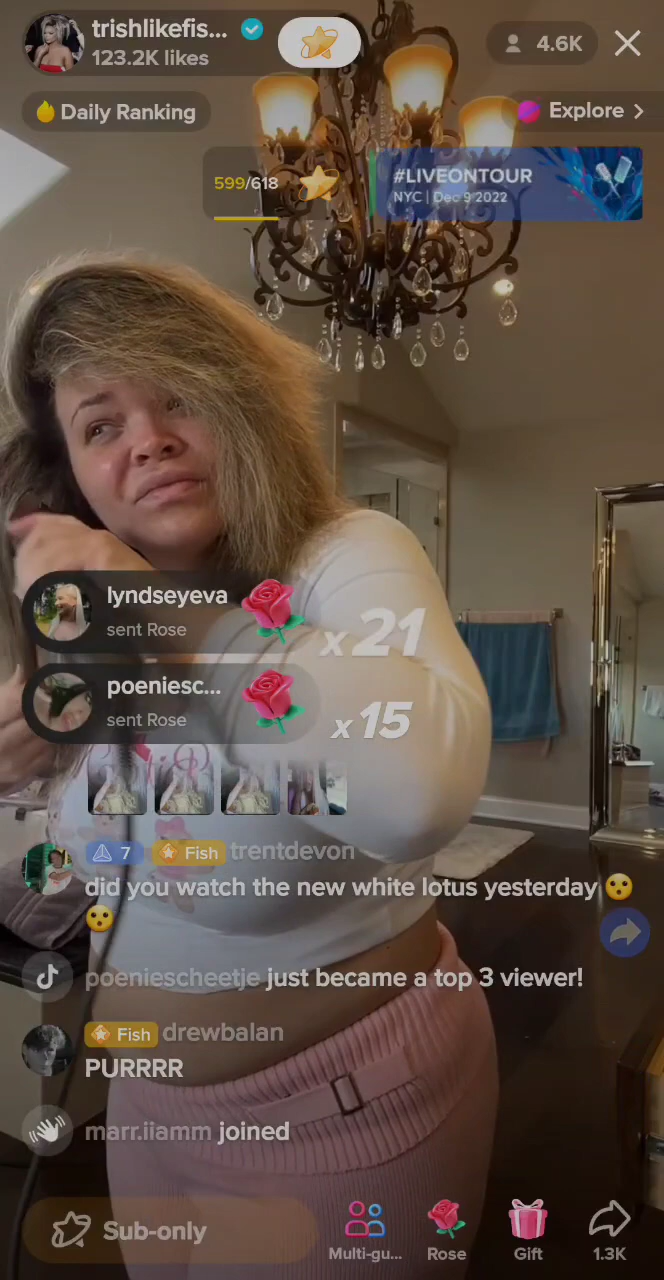 trishlikefis...
123.2K likes
4.6K
Daily Ranking
Explore
599/618
#LIVEONTOUR
NYC | Dec 9 2022
lyndseyeva
sent Rose
x 21
poeniesc...
sent Rose
x 15
7 Fish trentdevon
did you watch the new white lotus yesterday 😮
😮
poeniescheetje just became a top 3 viewer!
Fish drewbalan
PURRRR
marr.iiamm joined
Sub-only
Multi-gu...
Rose
Gift
1.3K